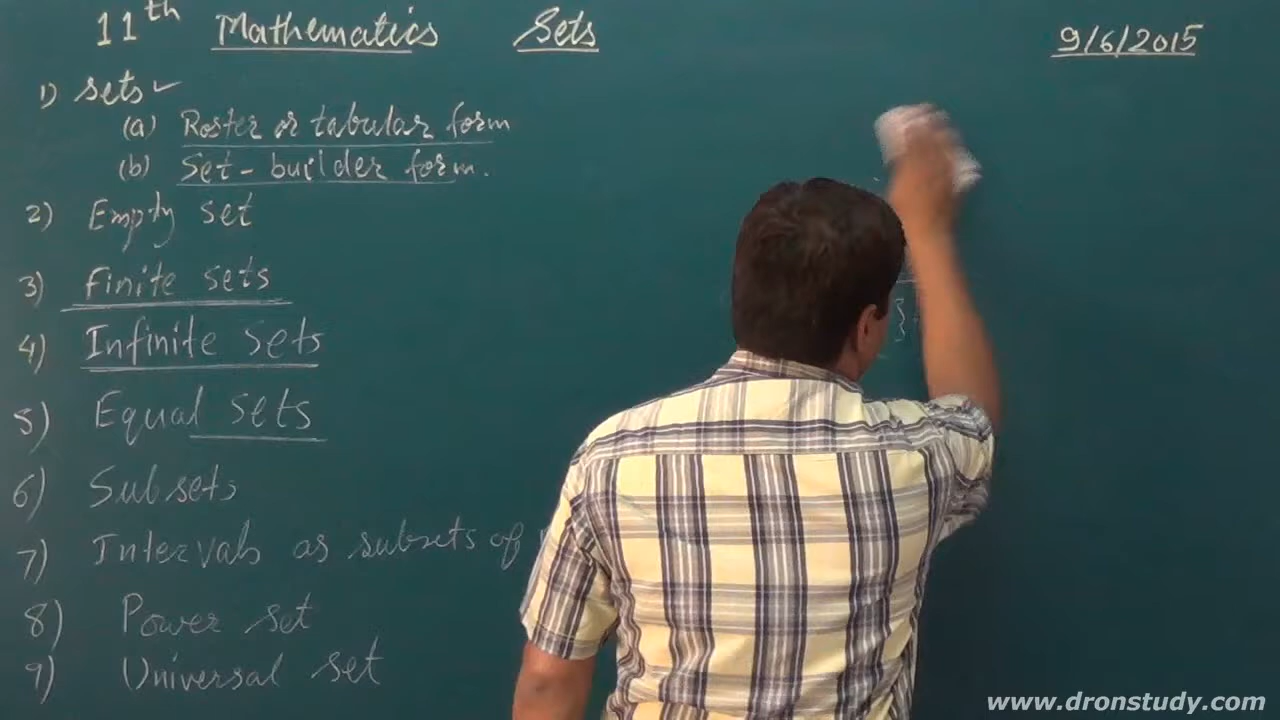 11th Mathematics Sets 9/6/2015
1) Sets ✓
(a) Roster or tabular form
(b) Set-builder form.
2) Empty set
3) Finite sets
4) Infinite sets
5) Equal sets
6) Subsets
7) Intervals as subsets of
8) Power set
9) Universal set
www.dronstudy.com